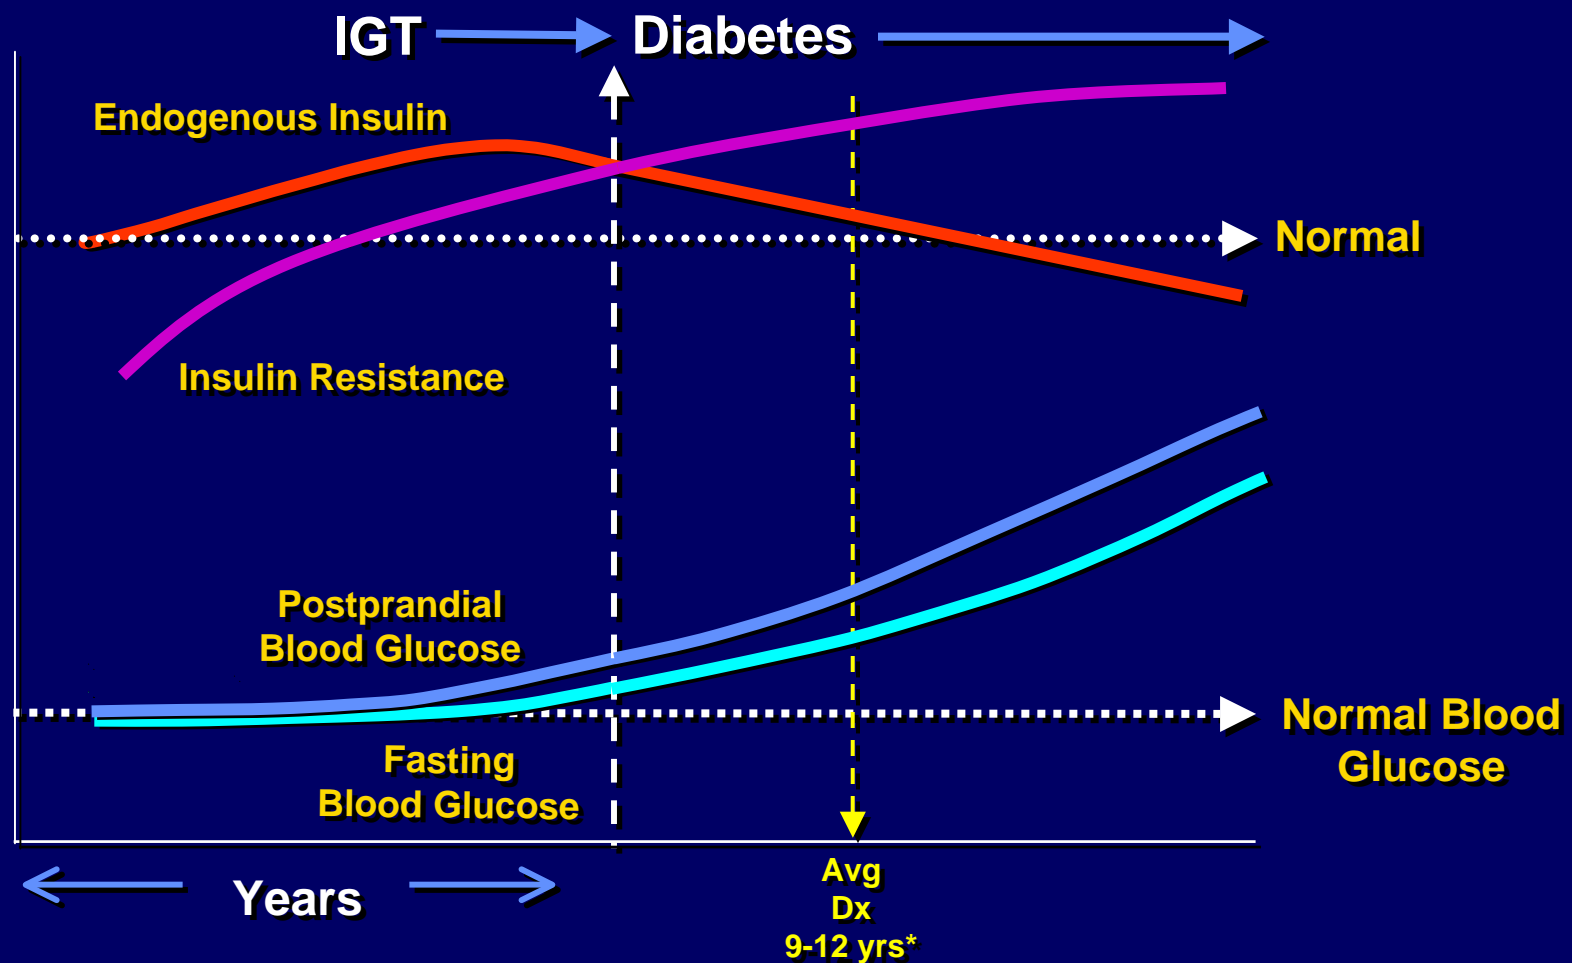 IGT
Diabetes
Endogenous Insulin
Normal
Insulin Resistance
Postprandial
Blood Glucose
Normal Blood
Glucose
Fasting
Blood Glucose
Years
Avg
Dx
9-12 yrs*